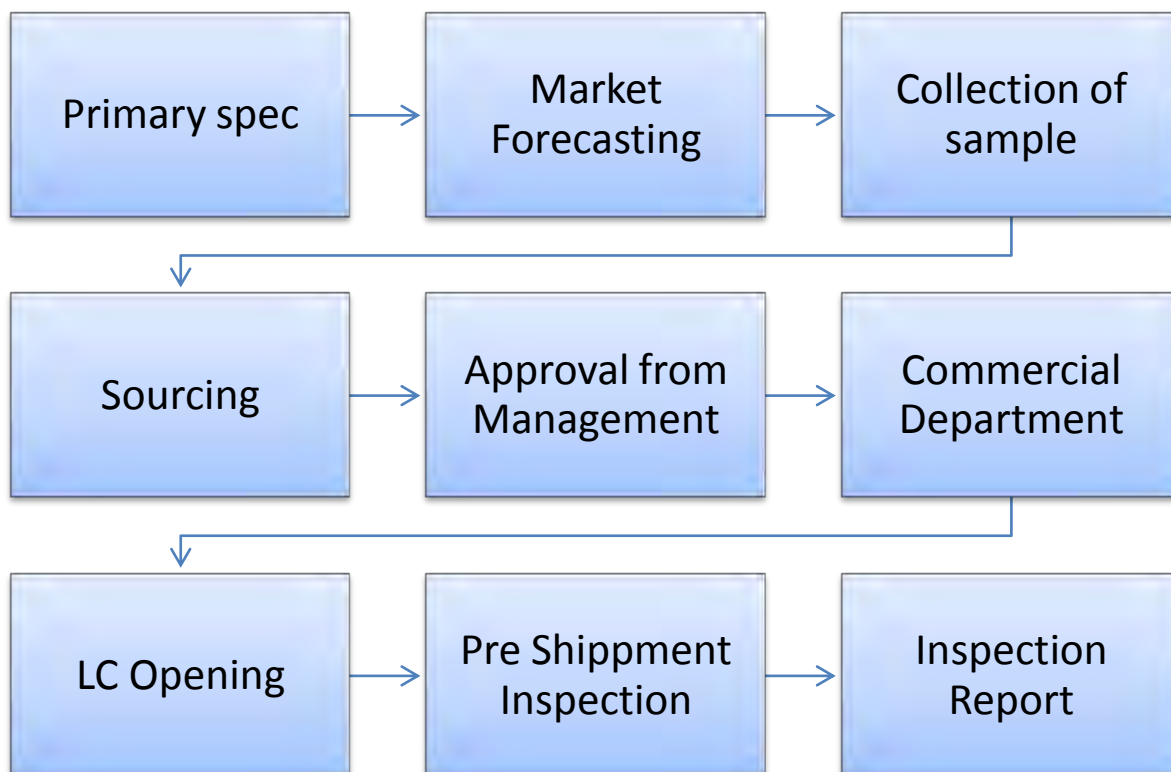 Primary spec
Market
Forecasting
Collection of
sample
Sourcing
Approval from
Management
Commercial
Department
LC Opening
Pre Shippment
Inspection
Inspection
Report